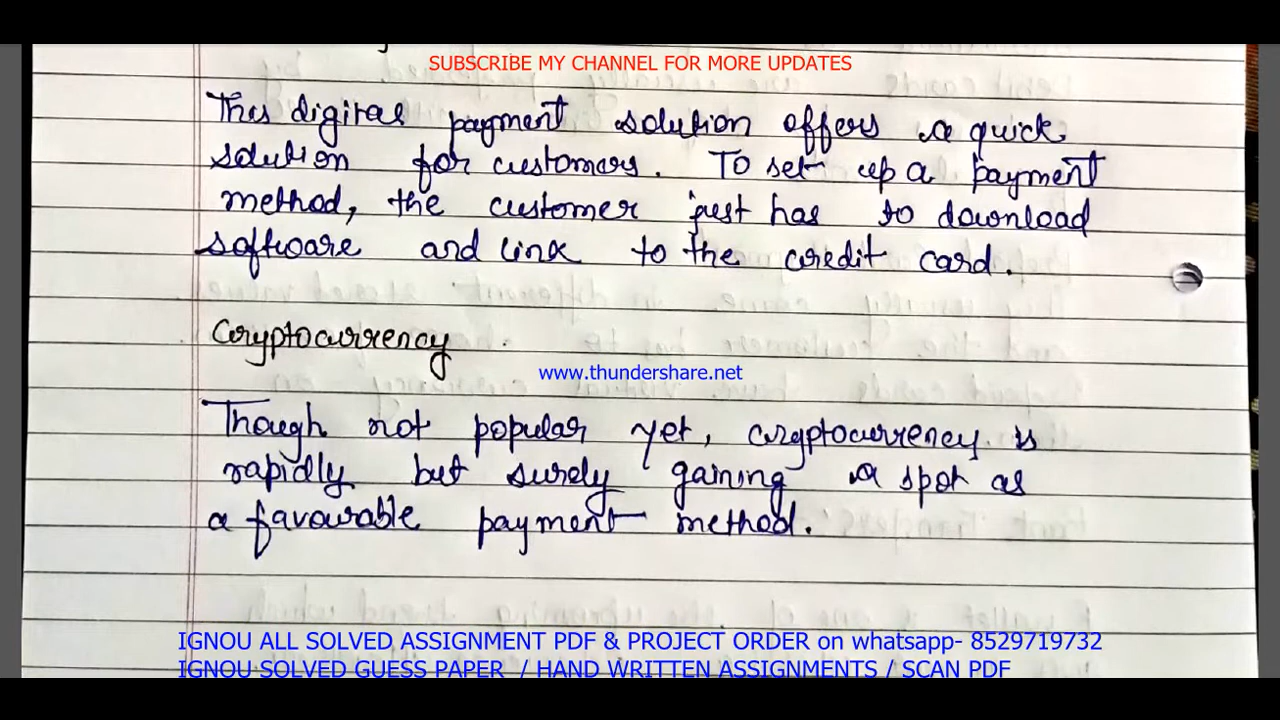 SUBSCRIBE MY CHANNEL FOR MORE UPDATES
This digital payment solution offers a quick
solution for customers. To set up a payment
method, the customer just has to download
software and link to the credit card.
Cryptocurrency
www.thundershare.net
Though not popular yet, cryptocurrency is
rapidly but surely gaining a spot as
a favourable payment method.
IGNOU ALL SOLVED ASSIGNMENT PDF & PROJECT ORDER on whatsapp- 8529719732
IGNOU SOLVED GUESS PAPER / HAND WRITTEN ASSIGNMENTS / SCAN PDF